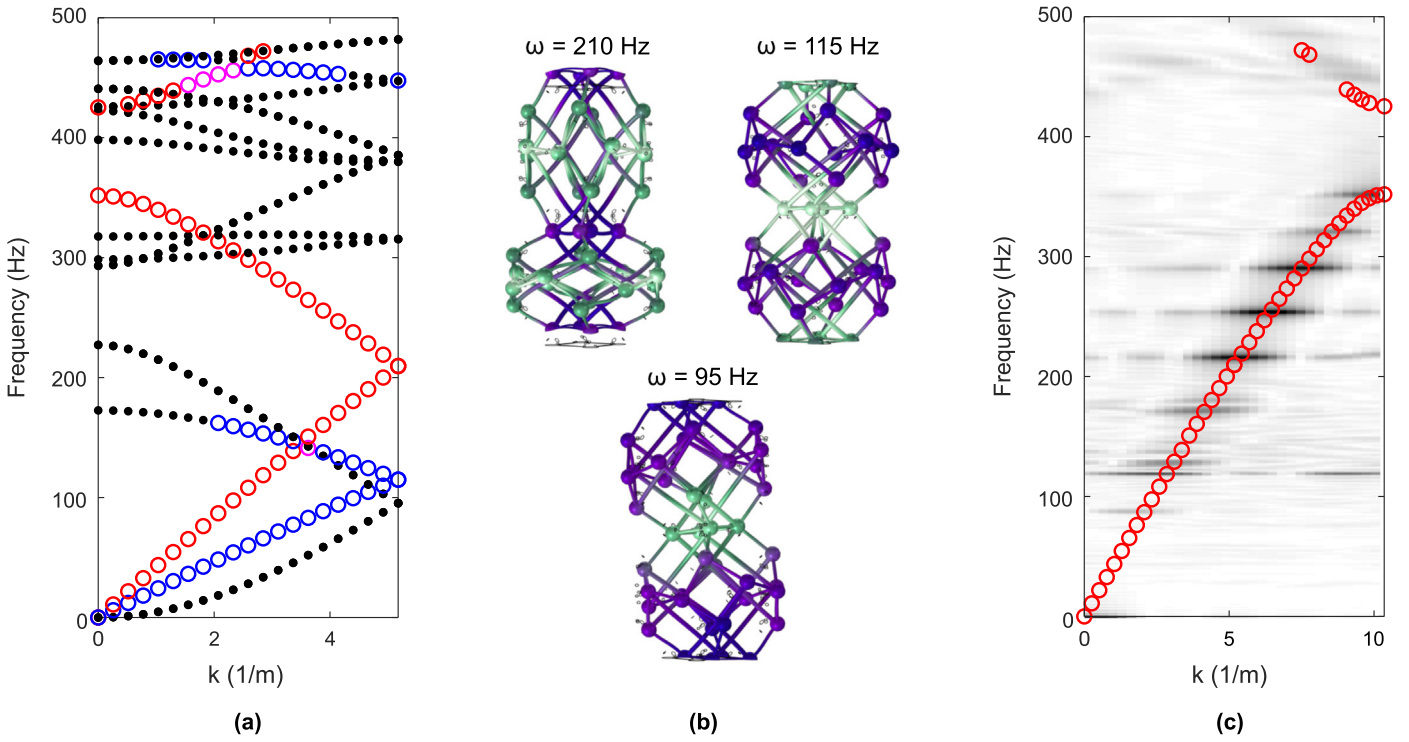 500
400
300
200
100
0
0
2
4
Frequency (Hz)
k (1/m)
(a)
ω = 210 Hz
ω = 115 Hz
ω = 95 Hz
(b)
500
400
300
200
100
0
0
5
10
Frequency (Hz)
k (1/m)
(c)